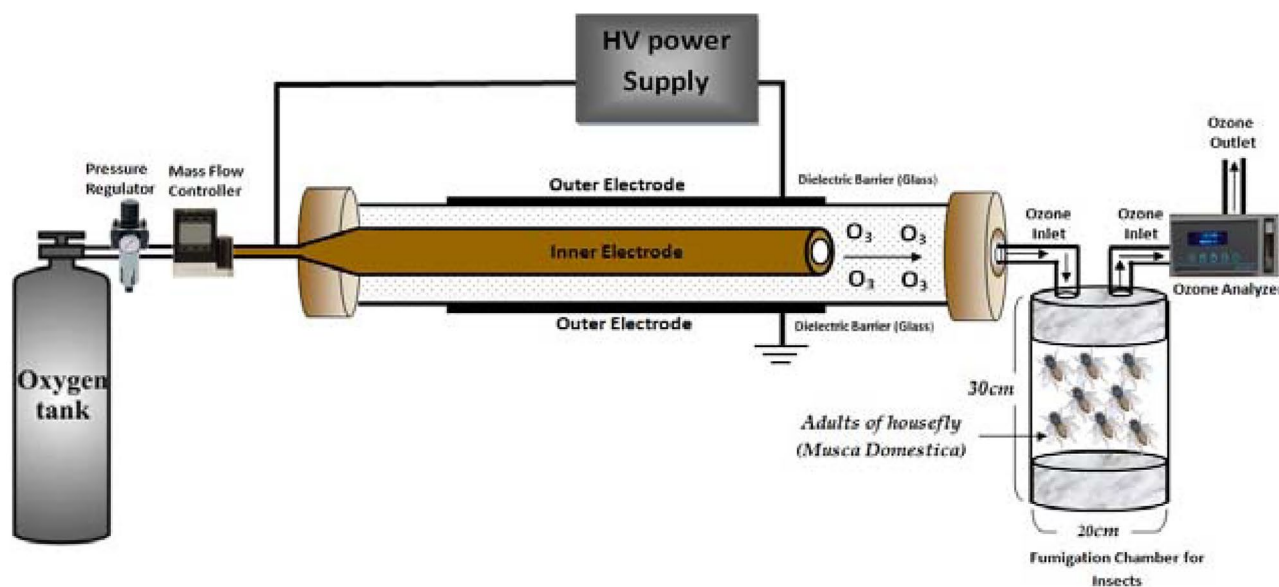 HV power
Supply
Ozone
Outlet
Pressure
Regulator
Mass Flow
Controller
Outer Electrode
Dielectric Barrier (Glass)
Ozone
Inlet
Ozone
Inlet
O3
O3
Inner Electrode
O3
O3
Ozone Analyzer
Outer Electrode
Dielectric Barrier (Glass)
Oxygen
tank
30cm
Adults of housefly
(Musca Domestica)
20cm
Fumigation Chamber for
Insects